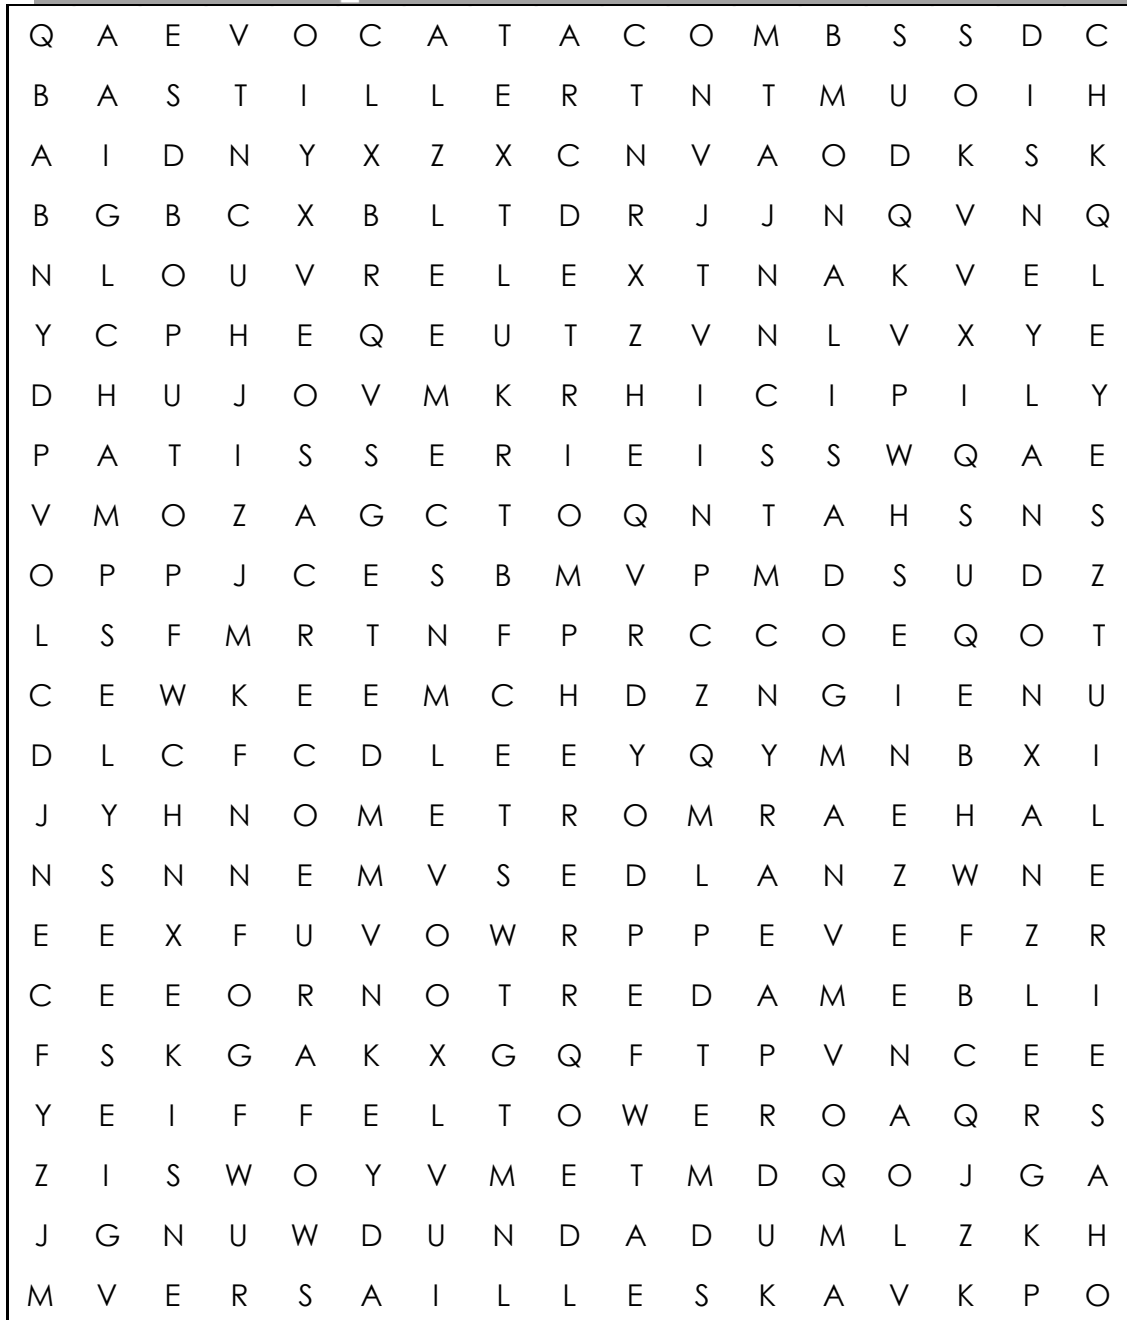 Q A E V O C A T A C O M B S S D C
B A S T I L L E R T N T M U O I H
A I D N Y X Z X C N V A O D K S K
B G B C X B L T D R J J N Q V N Q
N L O U V R E L E X T N A K V E L
Y C P H E Q E U T Z V N L V X Y E
D H U J O V M K R H I C I P I L Y
P A T I S S E R I E I S S W Q A E
V M O Z A G C T O Q N T A H S N S
O P P J C E S B M V P M D S U D Z
L S F M R T N F P R C C O E Q O T
C E W K E E M C H D Z N G I E N U
D L C F C D L E E Y Q Y M N B X I
J Y H N O M E T R O M R A E H A L
N S N N E M V S E D L A N Z W N E
E E X F U V O W R P P E V E F Z R
C E E O R N O T R E D A M E B L I
F S K G A K X G Q F T P V N C E E
Y E I F F E L T O W E R O A Q R S
Z I S W O Y V M E T M D Q O J G A
J G N U W D U N D A D U M L Z K H
M V E R S A I L L E S K A V K P O